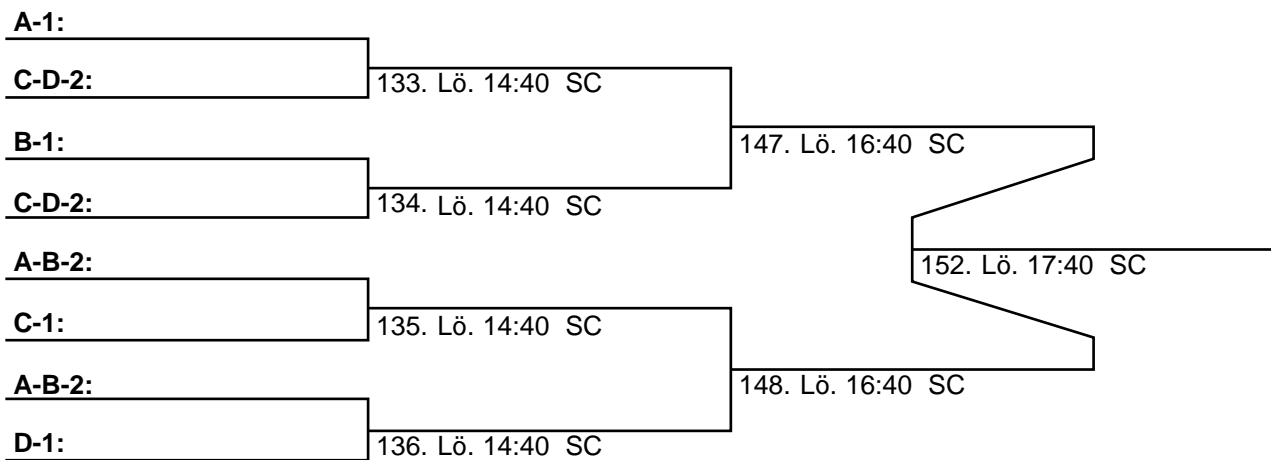 A-1:
C-D-2:
133. Lö. 14:40 SC
B-1:
147. Lö. 16:40 SC
C-D-2:
134. Lö. 14:40 SC
A-B-2:
152. Lö. 17:40 SC
C-1:
135. Lö. 14:40 SC
A-B-2:
148. Lö. 16:40 SC
D-1:
136. Lö. 14:40 SC